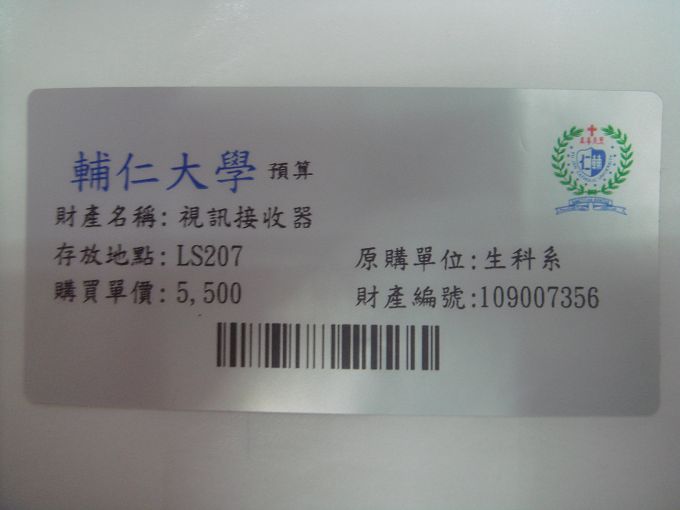 輔仁大學 預算
財產名稱: 視訊接收器
存放地點: LS207
原購單位:生科系
購買單價: 5,500
財產編號:109007356